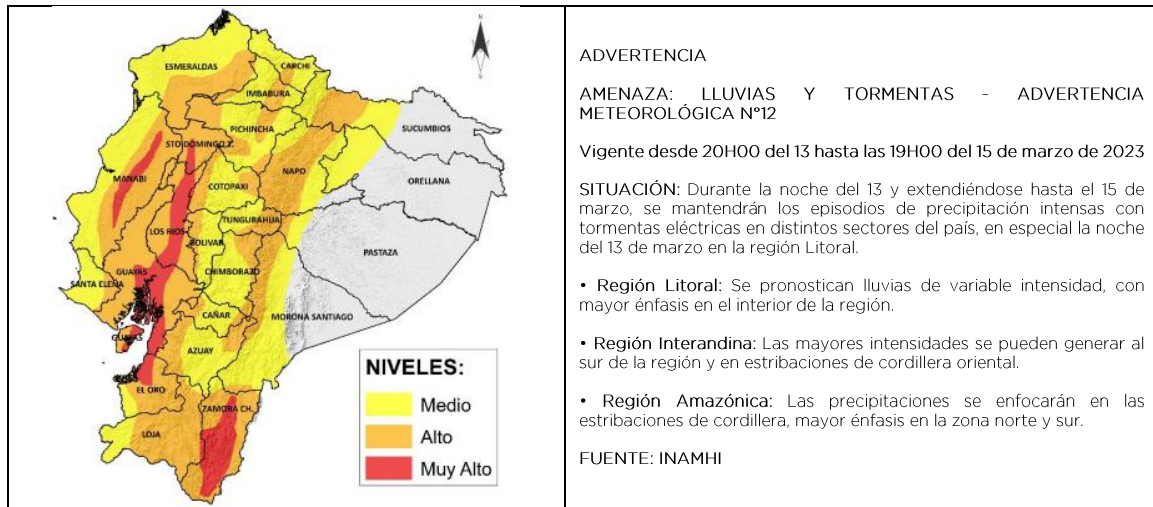 N
S
ESMERALDAS
CARCHI
IMBABURA
PICHINCHA
SUCUMBIOS
STO DOMINGO T.
MANABI
NAPO
ORELLANA
COTOPAXI
TUNGURAHUA
LOS RIOS
BOLIVAR
PASTAZA
GUAYAS
CHIMBORAZO
SANTA ELENA
CAÑAR
MORONA SANTIAGO
GUAYAS
AZUAY
EL ORO
ZAMORA CH.
LOJA
NIVELES:
Medio
Alto
Muy Alto
ADVERTENCIA
AMENAZA: LLUVIAS Y TORMENTAS - ADVERTENCIA
METEOROLÓGICA N°12
Vigente desde 20H00 del 13 hasta las 19H00 del 15 de marzo de 2023
SITUACIÓN: Durante la noche del 13 y extendiéndose hasta el 15 de
marzo, se mantendrán los episodios de precipitación intensas con
tormentas eléctricas en distintos sectores del país, en especial la noche
del 13 de marzo en la región Litoral.
• Región Litoral: Se pronostican lluvias de variable intensidad, con
mayor énfasis en el interior de la región.
• Región Interandina: Las mayores intensidades se pueden generar al
sur de la región y en estribaciones de cordillera oriental.
• Región Amazónica: Las precipitaciones se enfocarán en las
estribaciones de cordillera, mayor énfasis en la zona norte y sur.
FUENTE: INAMHI